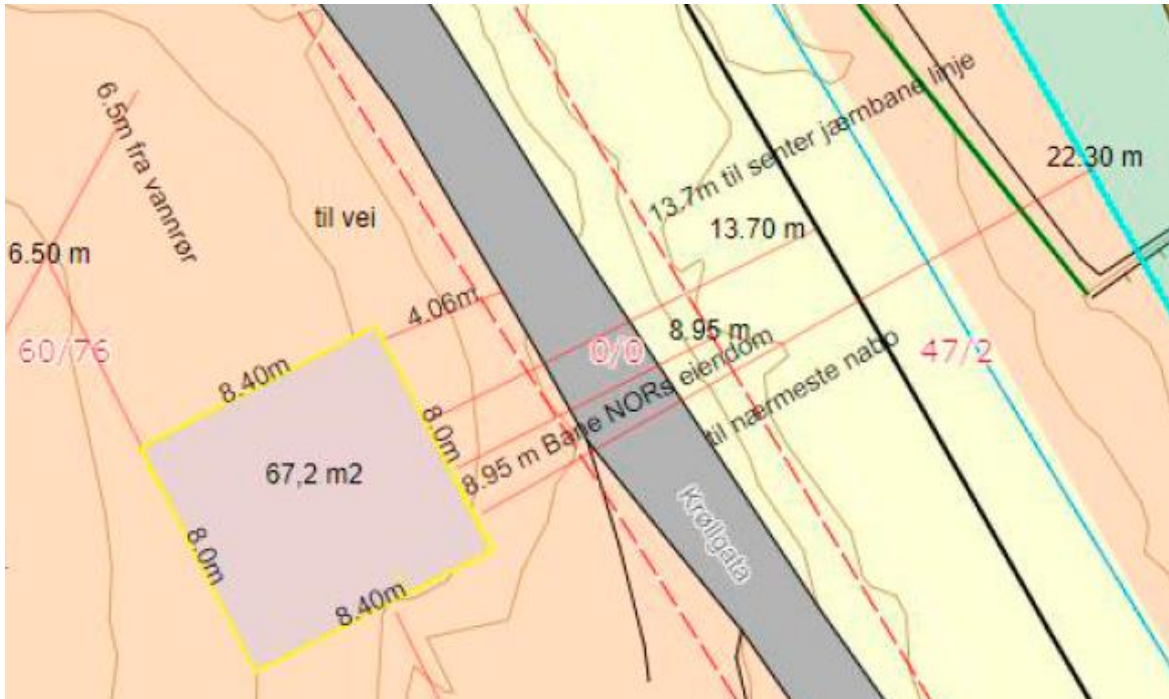 6.5m fra vannrør
6.50 m
60/76
til vei
4.06m
8.40m
8.0m
67,2 m2
8.0m
8.40m
13.7m til senter jærnbane linje
13.70 m
22.30 m
0/0
8.95 m
47/2
8.95 m Bane NORs eiendom
til nærmeste nabo
Krøllgata